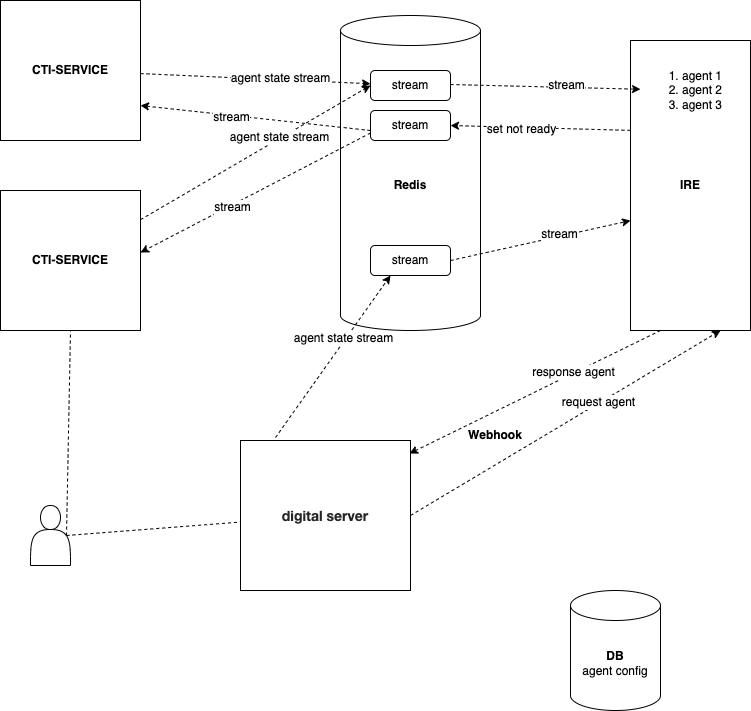 CTI-SERVICE
agent state stream
stream
stream
1. agent 1
2. agent 2
3. agent 3
stream
stream
set not ready
agent state stream
Redis
IRE
stream
CTI-SERVICE
stream
stream
agent state stream
response agent
request agent
Webhook
digital server
DB
agent config